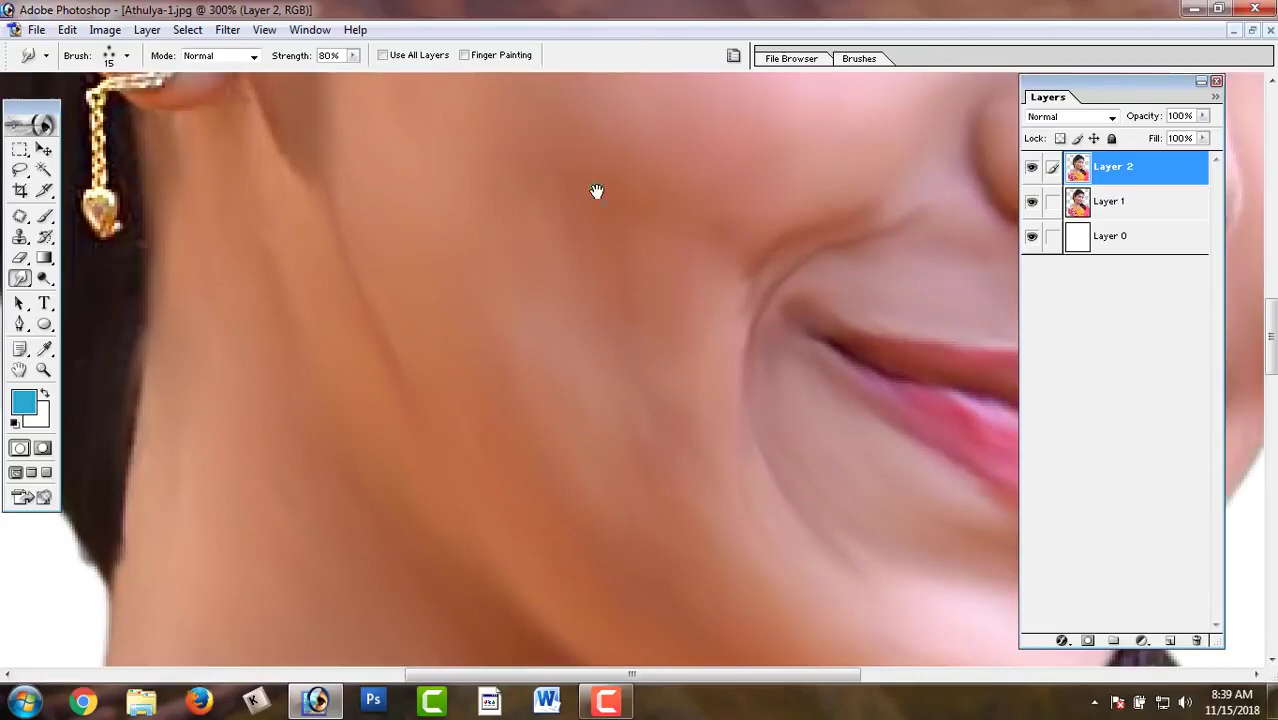 Adobe Photoshop - [Athulya-1.jpg @ 300% (Layer 2, RGB)]
File Edit Image Layer Select Filter View Window Help
Brush: 15 Mode: Normal Strength: 80% Use All Layers Finger Painting File Browser Brushes
Layers
Normal Opacity: 100%
Lock: Fill: 100%
Layer 2
Layer 1
Layer 0
T
K Ps C W C
8:39 AM
11/15/2018